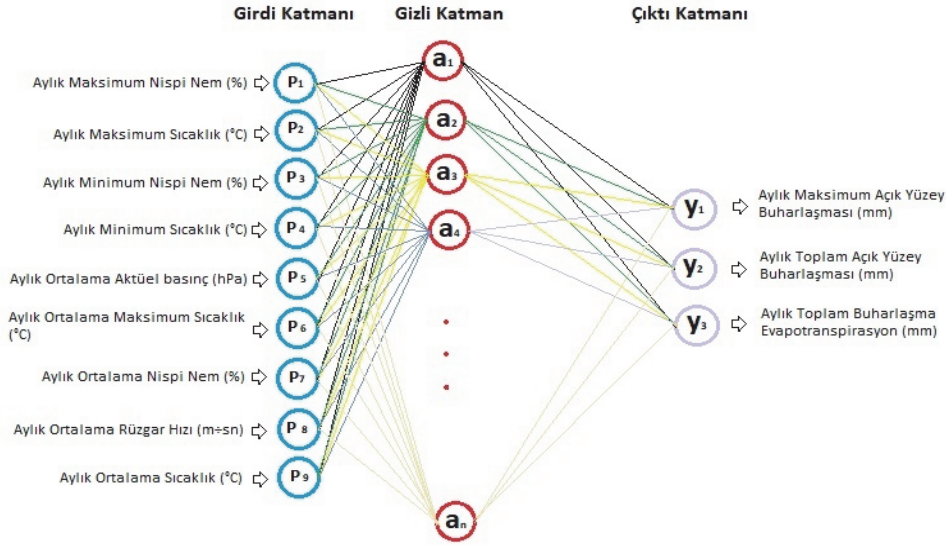 Girdi Katmanı Gizli Katman Çıktı Katmanı
Aylık Maksimum Nispi Nem (%) P1
Aylık Maksimum Sıcaklık (°C) P2
Aylık Minimum Nispi Nem (%) P3
Aylık Minimum Sıcaklık (°C) P4
Aylık Ortalama Aktüel basınç (hPa) P5
Aylık Ortalama Maksimum Sıcaklık
(°C) P6
Aylık Ortalama Nispi Nem (%) P7
Aylık Ortalama Rüzgar Hızı (m÷sn) P8
Aylık Ortalama Sıcaklık (°C) P9
a1
a2
a3
a4
an
y1 Aylık Maksimum Açık Yüzey
Buharlaşması (mm)
y2 Aylık Toplam Açık Yüzey
Buharlaşması (mm)
y3 Aylık Toplam Buharlaşma
Evapotranspirasyon (mm)